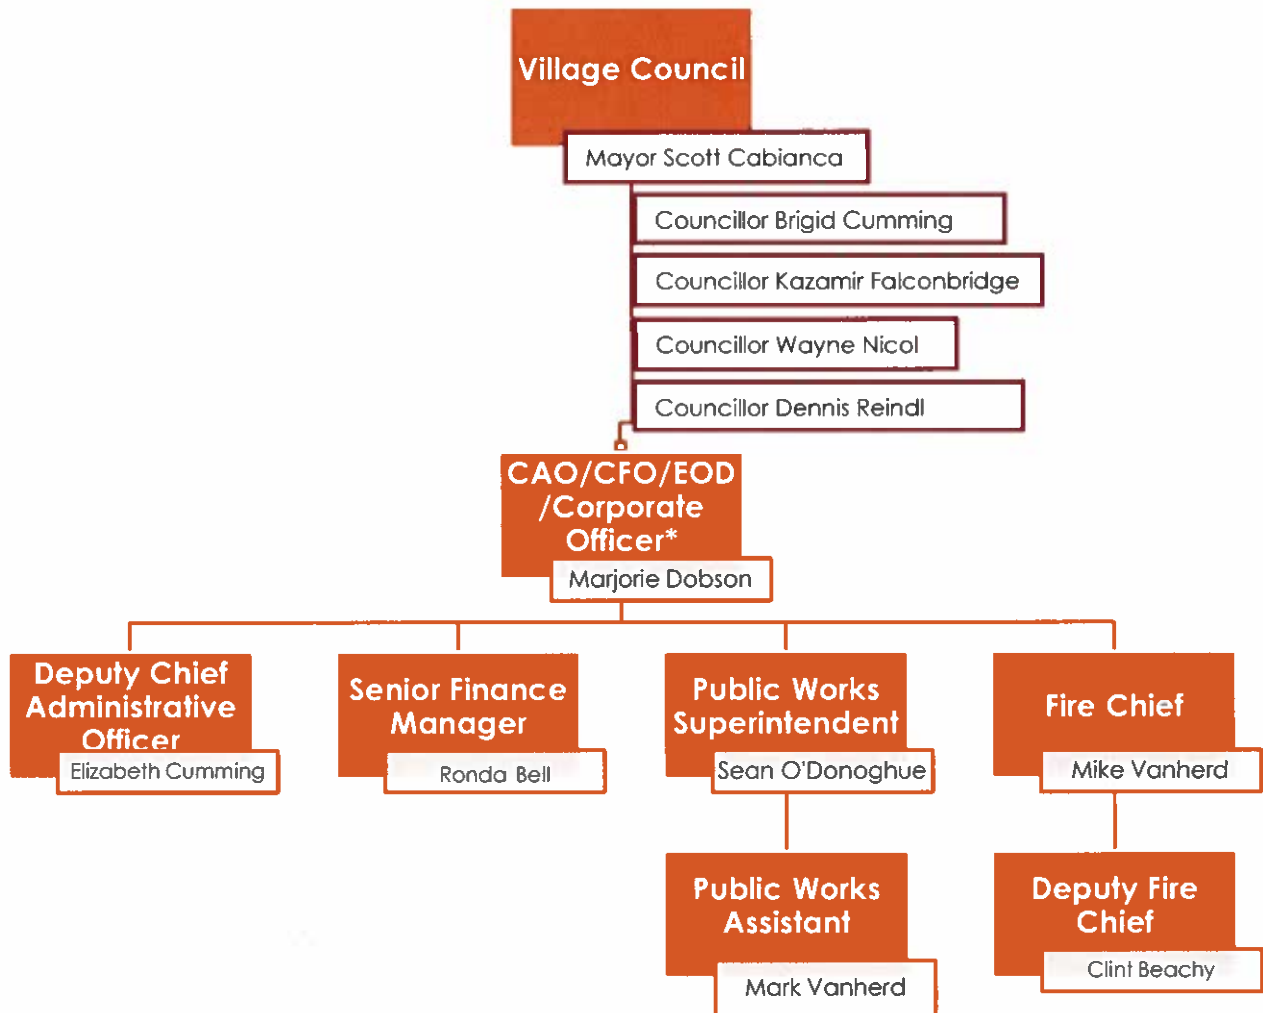 Village Council
Mayor Scott Cabianca
Councillor Brigid Cumming
Councillor Kazamir Falconbridge
Councillor Wayne Nicol
Councillor Dennis Reindl
CAO/CFO/EOD
/Corporate
Officer*
Marjorie Dobson
Deputy Chief
Administrative
Officer
Elizabeth Cumming
Senior Finance
Manager
Ronda Bell
Public Works
Superintendent
Sean O'Donoghue
Fire Chief
Mike Vanherd
Public Works
Assistant
Mark Vanherd
Deputy Fire
Chief
Clint Beachy